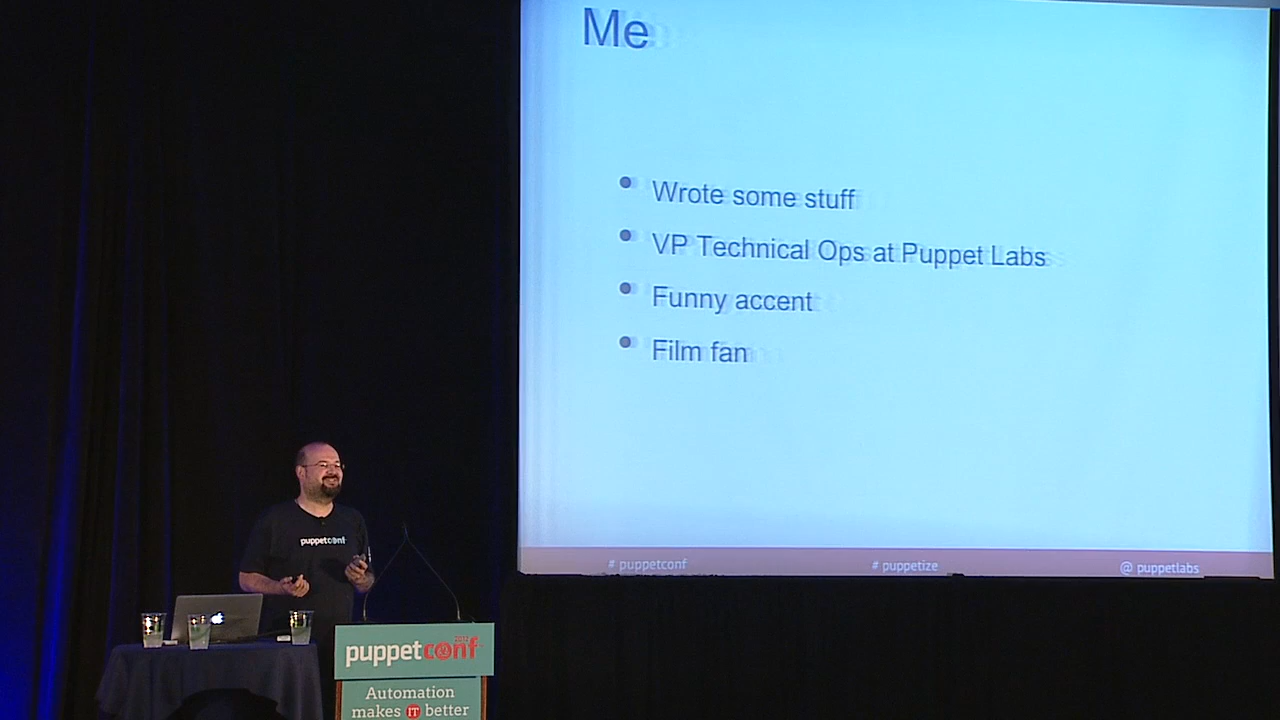 Me
Wrote some stuff
VP Technical Ops at Puppet Labs
Funny accent
Film fan
# puppetconf
# puppetize
@ puppetlabs
puppetconf
puppetconf
Automation
makes IT better